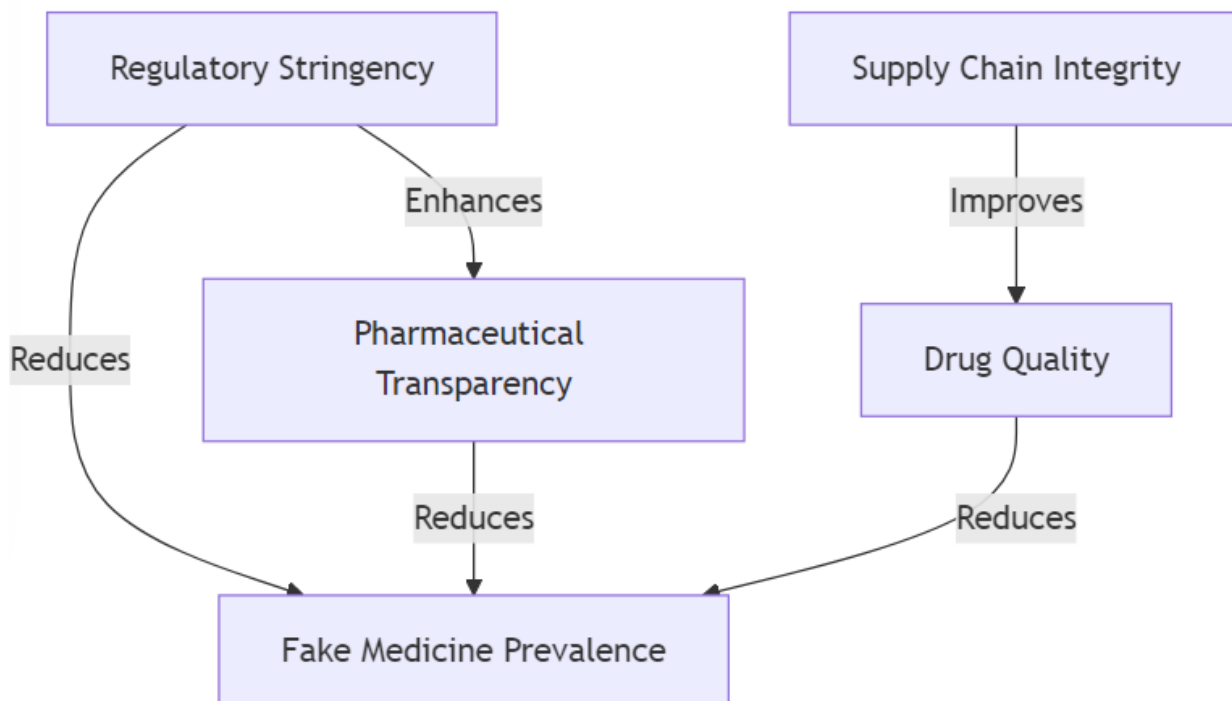 Regulatory Stringency
Supply Chain Integrity
Enhances
Improves
Pharmaceutical
Transparency
Reduces
Drug Quality
Reduces
Reduces
Fake Medicine Prevalence